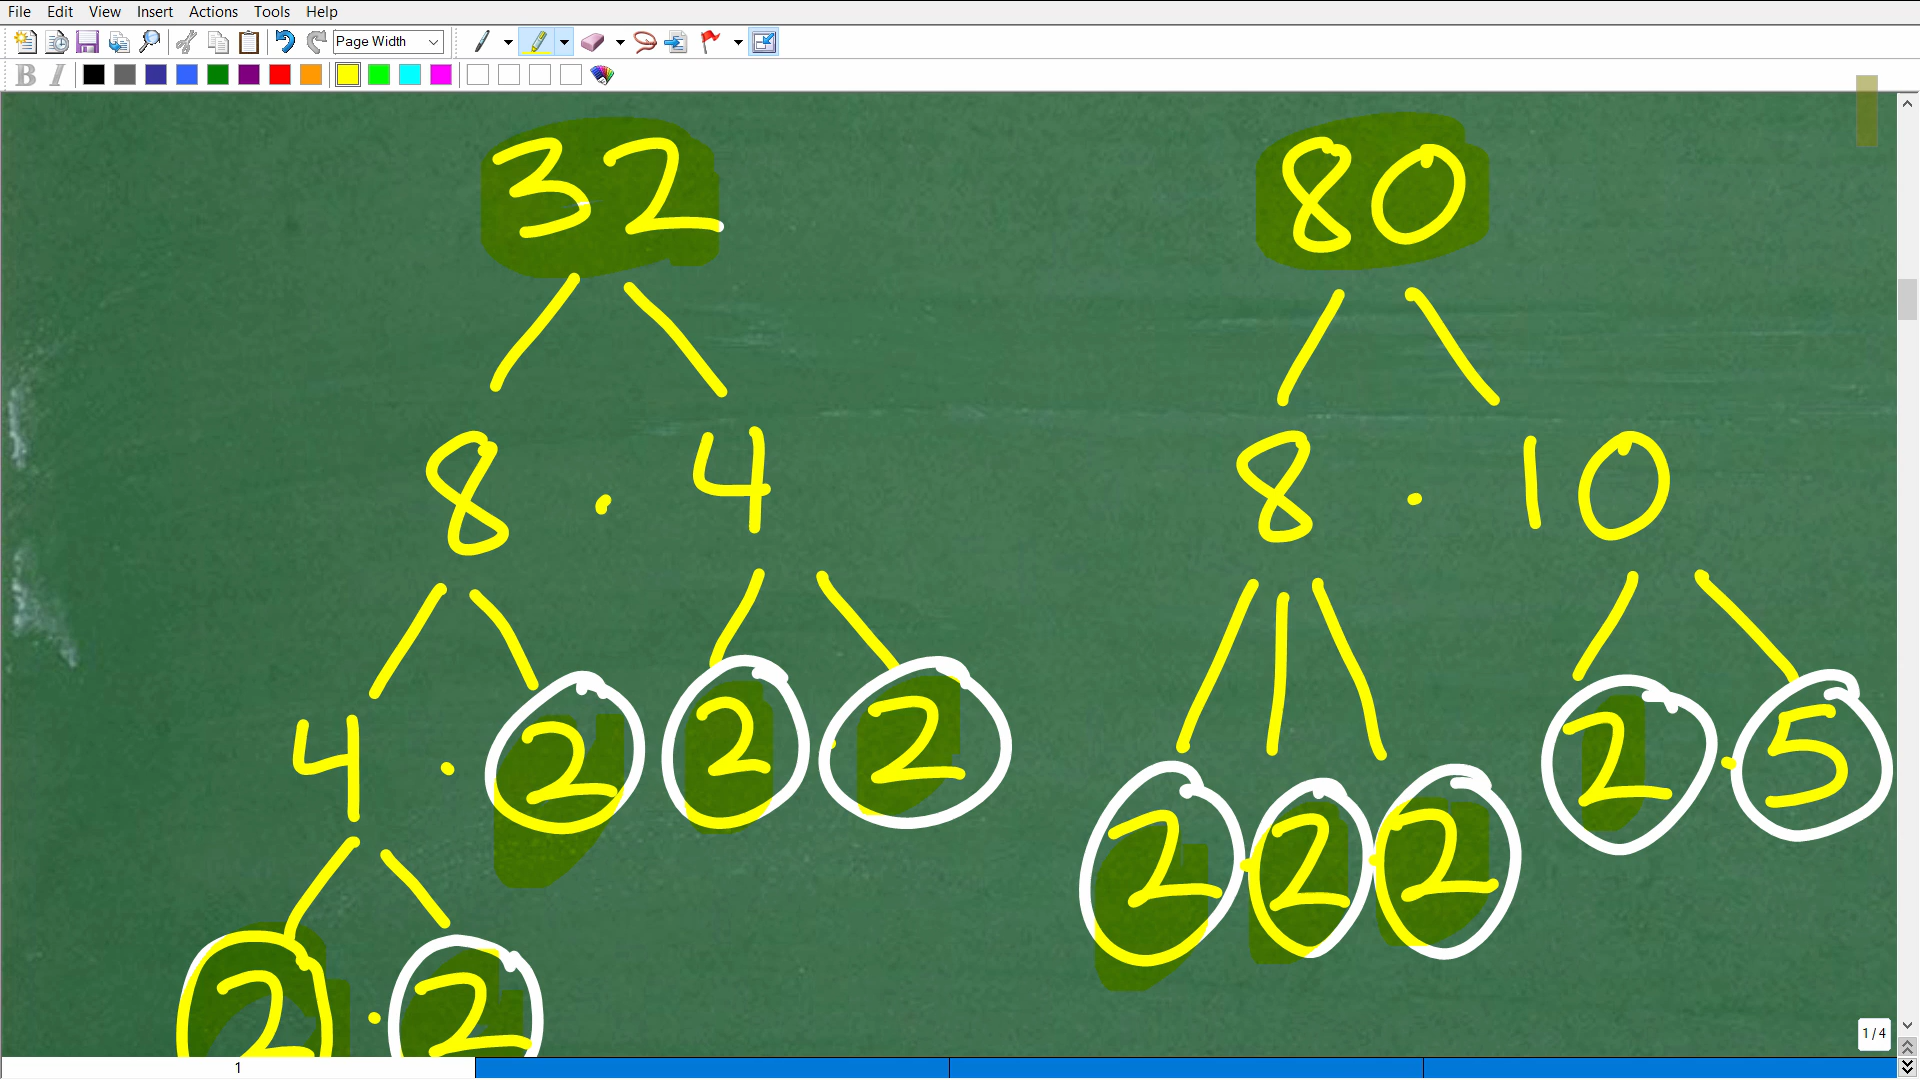 File Edit View Insert Actions Tools Help
Page Width
B I
32 80
8 · 4 8 · 10
4 · 2 2 · 2 2 · 5
2 · 2 · 2
2 · 2
1 / 4
1